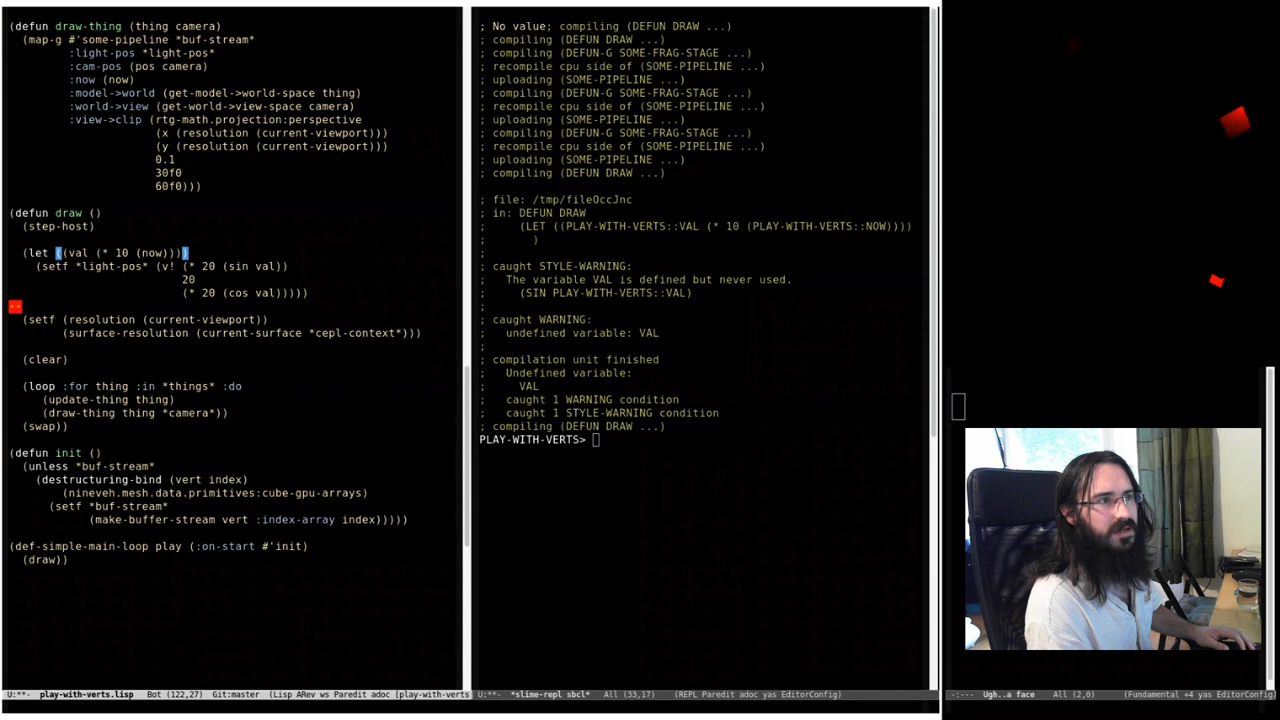 (defun draw-thing (thing camera)
  (map-g #'some-pipeline *buf-stream*
         :light-pos *light-pos*
         :cam-pos (pos camera)
         :now (now)
         :model->world (get-model->world-space thing)
         :world->view (get-world->view-space camera)
         :view->clip (rtg-math.projection:perspective
                      (x (resolution (current-viewport)))
                      (y (resolution (current-viewport)))
                      0.1
                      30f0
                      60f0)))
(defun draw ()
  (step-host)
  (let ((val (* 10 (now))))
    (setf *light-pos* (v! (* 20 (sin val))
                          20
                          (* 20 (cos val)))))
  (setf (resolution (current-viewport))
        (surface-resolution (current-surface *cepl-context*)))
  (clear)
  (loop :for thing :in *things* :do
     (update-thing thing)
     (draw-thing thing *camera*))
  (swap))
(defun init ()
  (unless *buf-stream*
    (destructuring-bind (vert index)
        (nineveh.mesh.data.primitives:cube-gpu-arrays)
      (setf *buf-stream*
            (make-buffer-stream vert :index-array index)))))
(def-simple-main-loop play (:on-start #'init)
  (draw))
U:**-  play-with-verts.lisp   Bot (122,27)  Git:master  (Lisp ARev ws Paredit adoc [play-with-verts
; No value; compiling (DEFUN DRAW ...)
; compiling (DEFUN DRAW ...)
; compiling (DEFUN-G SOME-FRAG-STAGE ...)
; recompile cpu side of (SOME-PIPELINE ...)
; uploading (SOME-PIPELINE ...)
; compiling (DEFUN-G SOME-FRAG-STAGE ...)
; recompile cpu side of (SOME-PIPELINE ...)
; uploading (SOME-PIPELINE ...)
; compiling (DEFUN-G SOME-FRAG-STAGE ...)
; recompile cpu side of (SOME-PIPELINE ...)
; uploading (SOME-PIPELINE ...)
; compiling (DEFUN DRAW ...)
; file: /tmp/fileOccJnc
; in: DEFUN DRAW
;     (LET ((PLAY-WITH-VERTS::VAL (* 10 (PLAY-WITH-VERTS::NOW))))
;       )
;
; caught STYLE-WARNING:
;   The variable VAL is defined but never used.
;     (SIN PLAY-WITH-VERTS::VAL)
;
; caught WARNING:
;   undefined variable: VAL
;
; compilation unit finished
;   Undefined variable:
;     VAL
;   caught 1 WARNING condition
;   caught 1 STYLE-WARNING condition
; compiling (DEFUN DRAW ...)
PLAY-WITH-VERTS>
U:**-  *slime-repl sbcl*   All (33,17)     (REPL Paredit adoc yas EditorConfig)
-:---  Ugh..a face    All (2,0)     (Fundamental +4 yas EditorConfig)